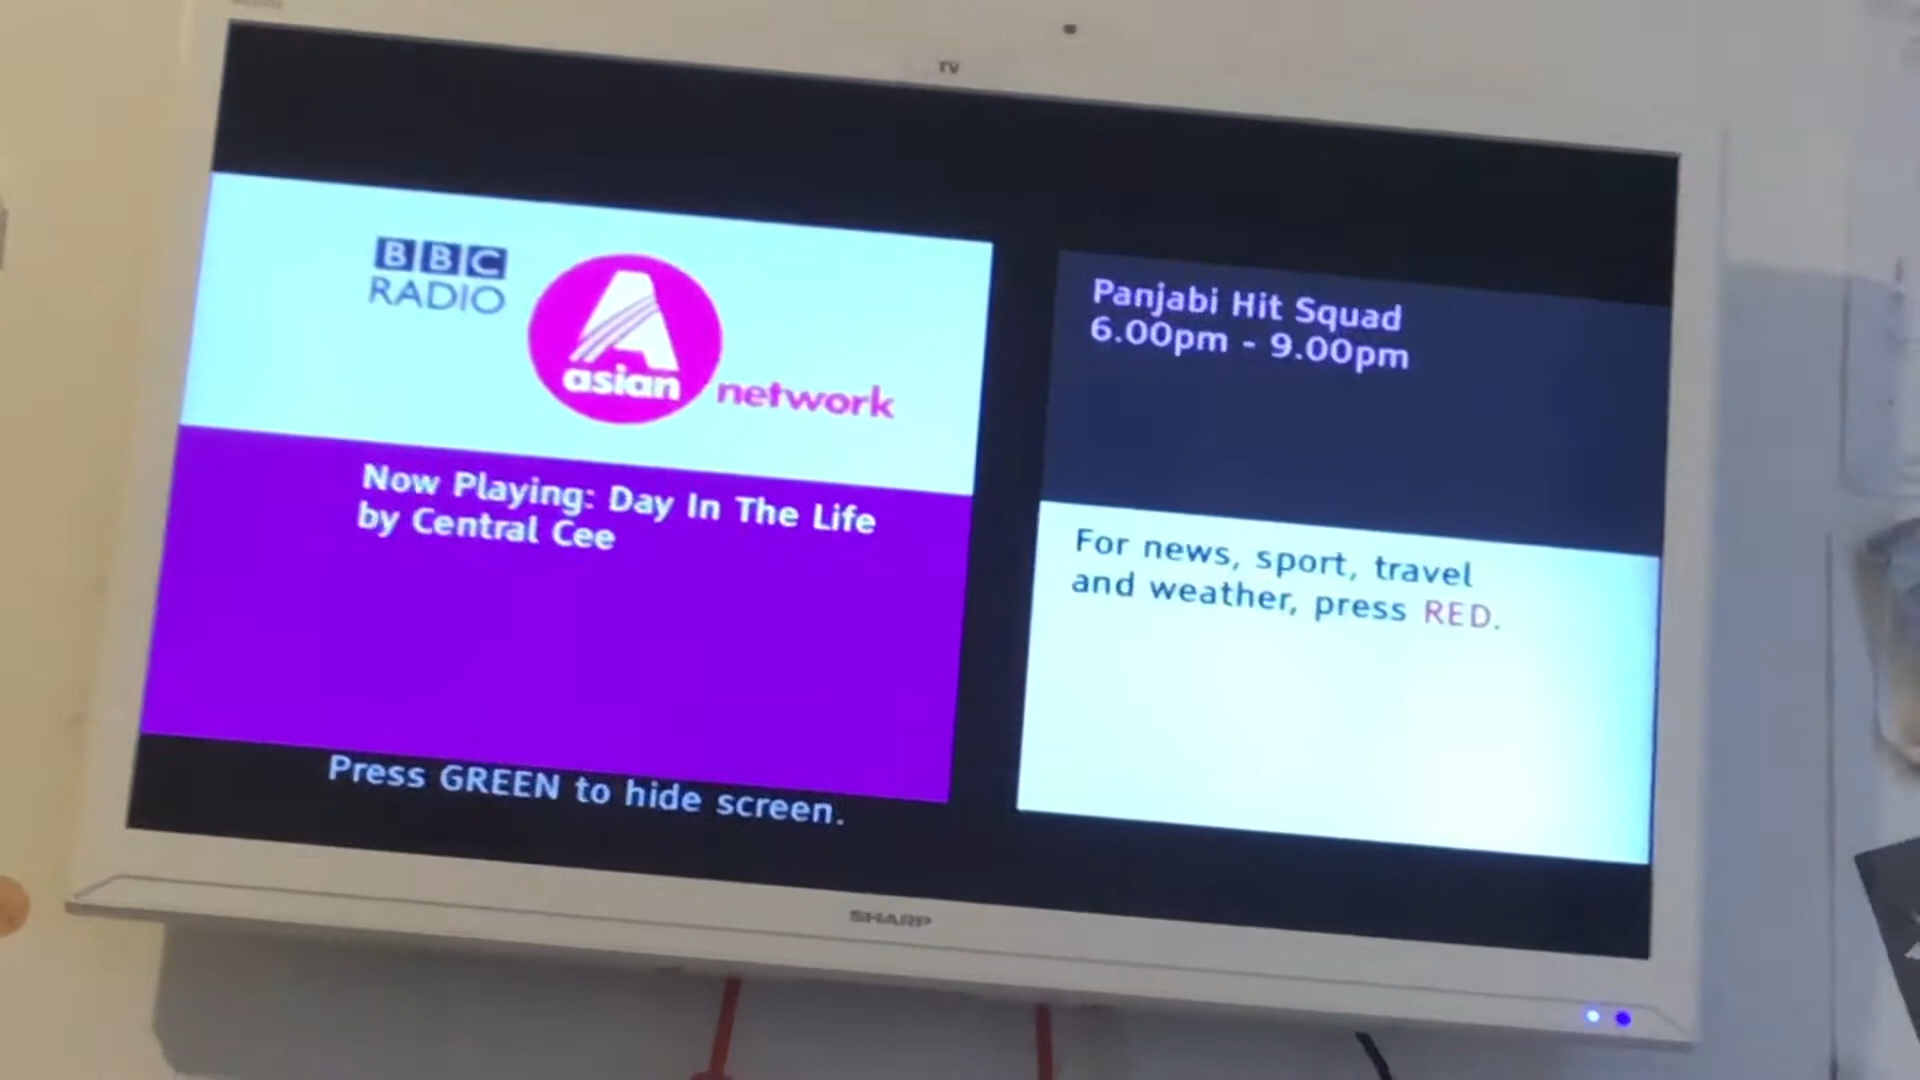 TV
BBC
RADIO
A
asian network
Now Playing: Day In The Life
by Central Cee
Press GREEN to hide screen.
Panjabi Hit Squad
6.00pm - 9.00pm
For news, sport, travel
and weather, press RED.
SHARP